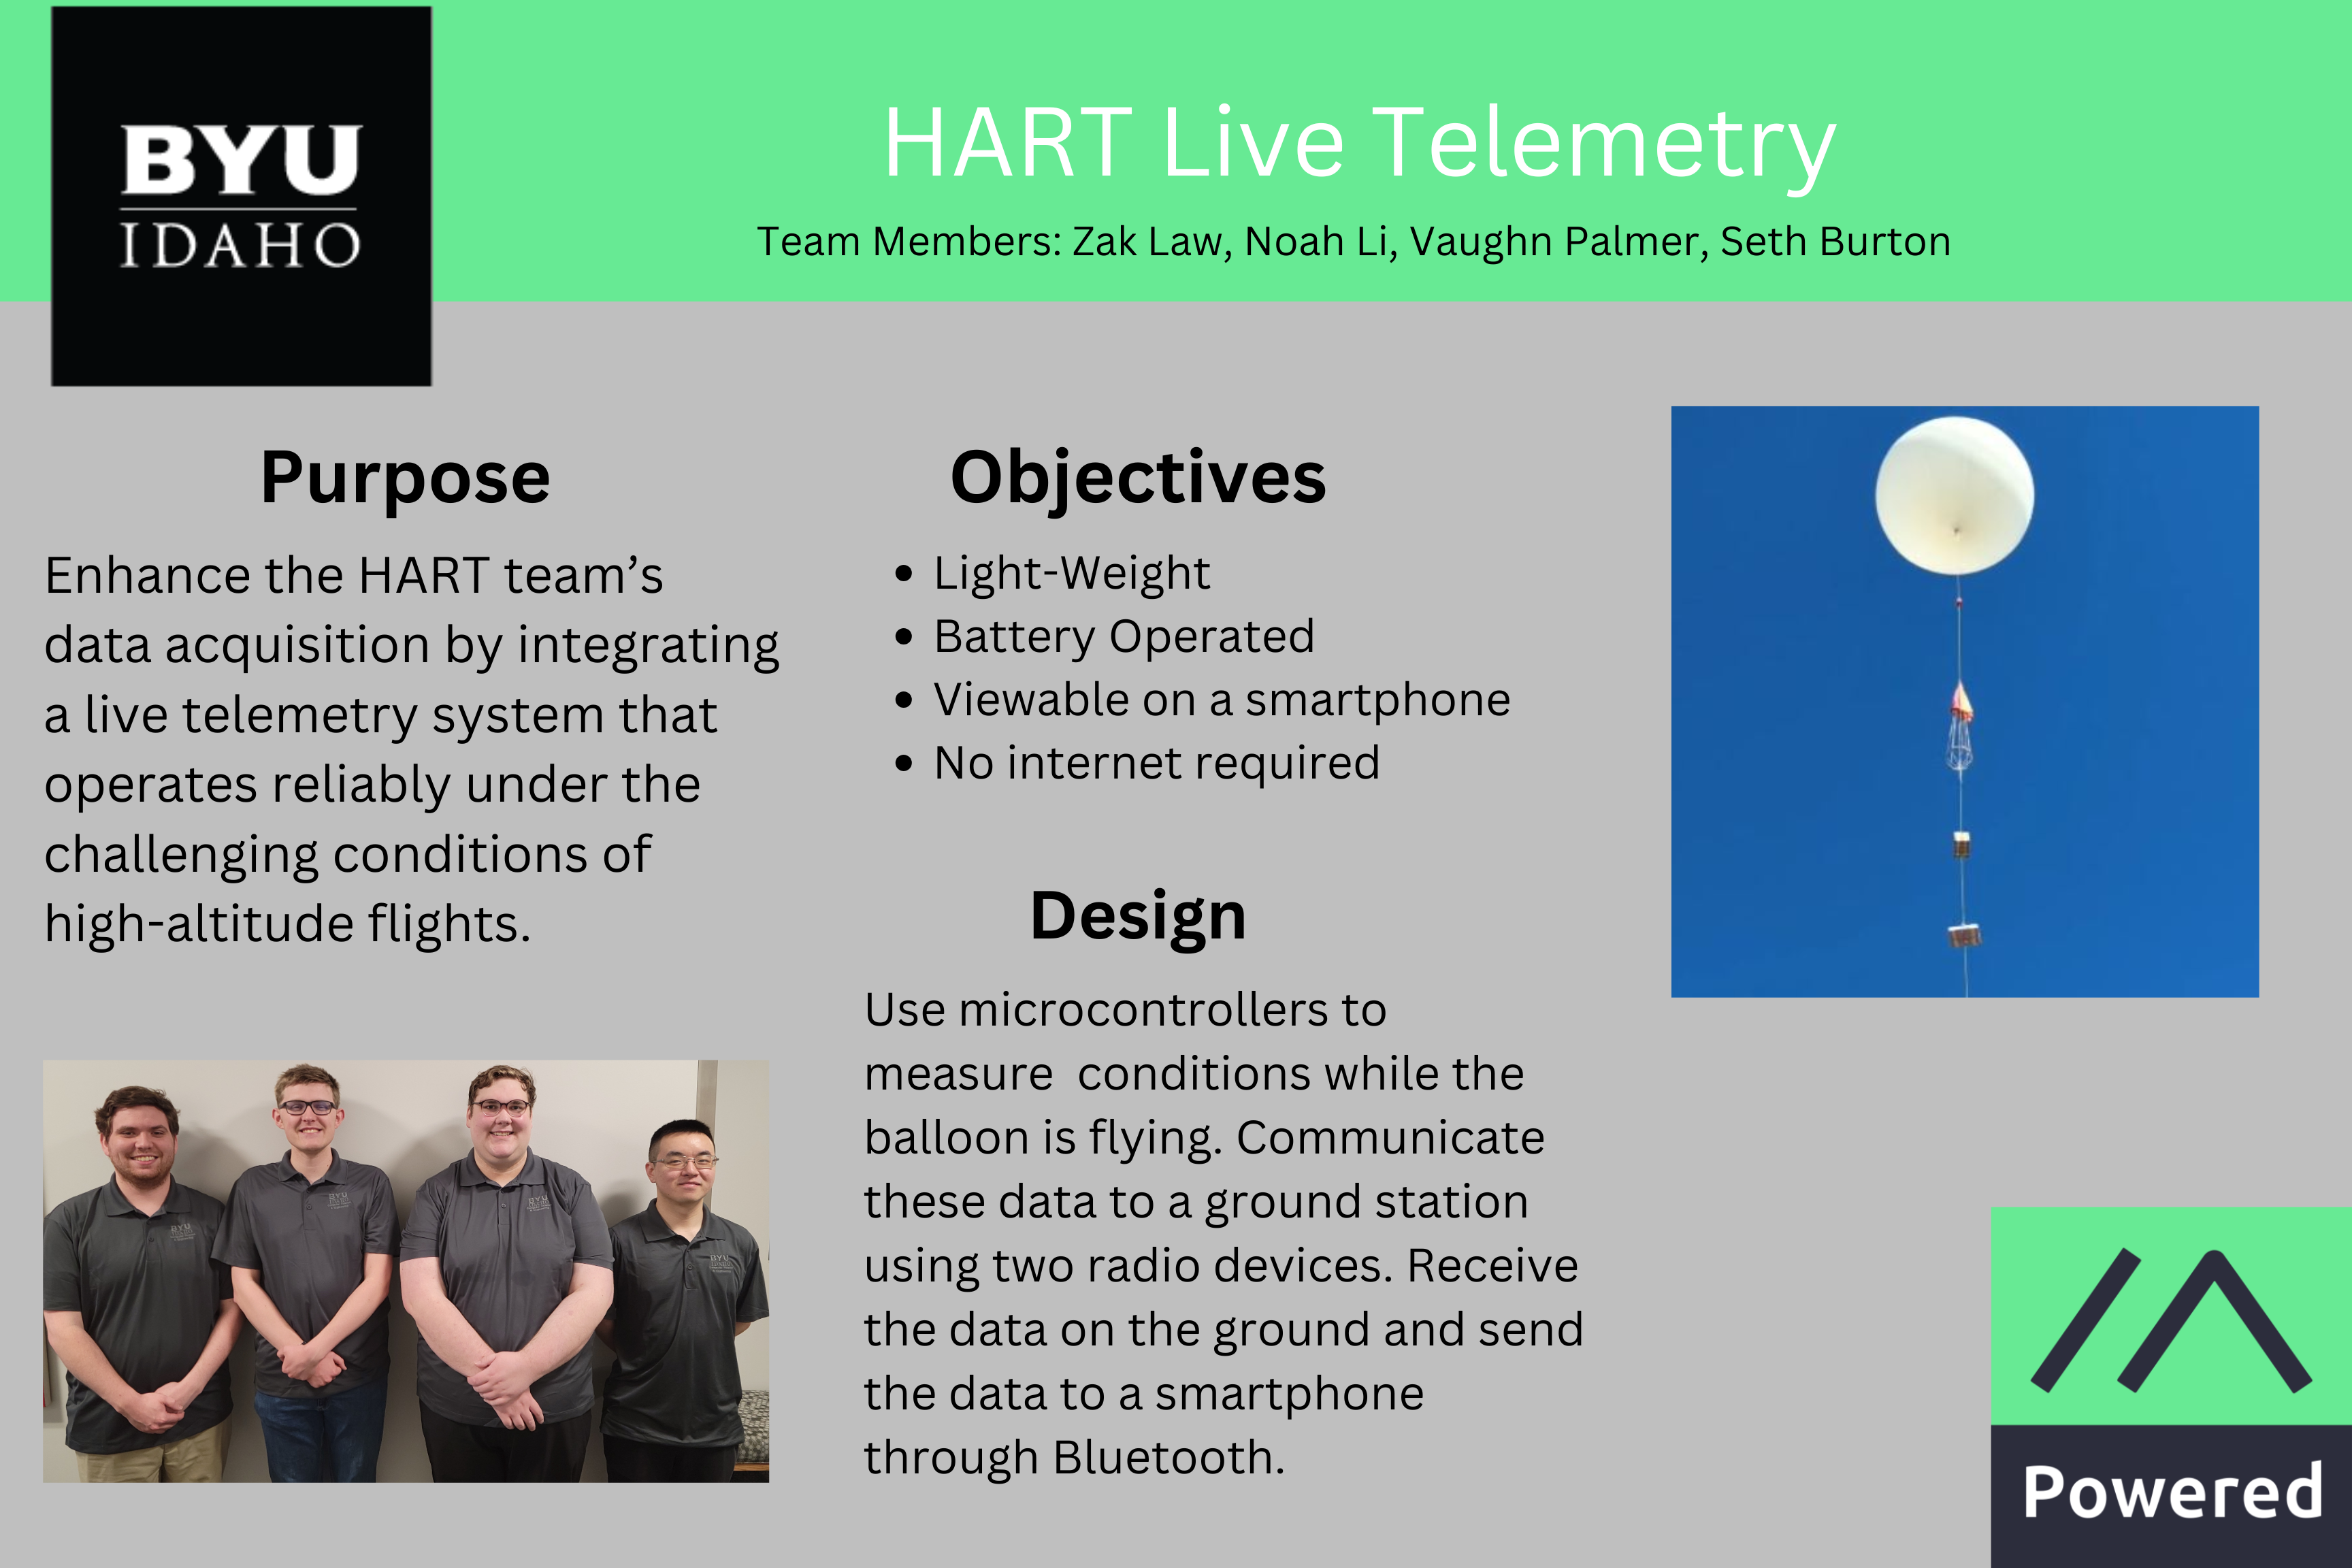 BYU
IDAHO
HART Live Telemetry
Team Members: Zak Law, Noah Li, Vaughn Palmer, Seth Burton
Purpose
Enhance the HART team’s
data acquisition by integrating
a live telemetry system that
operates reliably under the
challenging conditions of
high-altitude flights.
Objectives
• Light-Weight
• Battery Operated
• Viewable on a smartphone
• No internet required
Design
Use microcontrollers to
measure  conditions while the
balloon is flying. Communicate
these data to a ground station
using two radio devices. Receive
the data on the ground and send
the data to a smartphone
through Bluetooth.
BYU
BYU
BYU
BYU
Powered